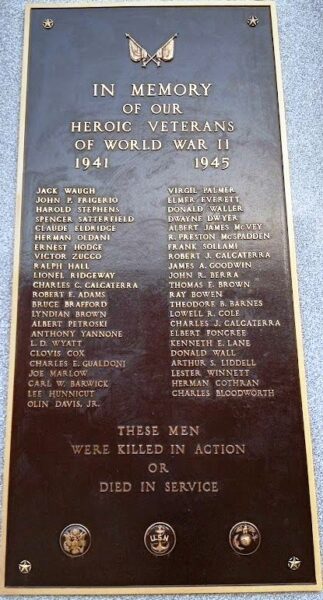 IN MEMORY
OF OUR
HEROIC VETERANS
OF WORLD WAR II
1941 1945
JACK WAUGH
JOHN P. FRIGERIO
HAROLD STEPHENS
SPENCER SATTERFIELD
CLAUDE ELDRIDGE
HERMAN OLDANI
ERNEST HODGE
VICTOR ZUCCO
RALPH HALL
LIONEL RIDGEWAY
CHARLES C. CALCATERRA
ROBERT E. ADAMS
BRUCE BRAFFORD
LYNDIAN BROWN
ALBERT PETROSKI
ANTHONY YANNONE
L. D. WYATT
CLOVIS COX
CHARLES E. GUALDONI
JOE MARLOW
CARL W. BARWICK
LEE HUNNICUT
OLIN DAVIS, JR.
VIRGIL PALMER
ELMER EVERETT
DONALD WALLER
DWAYNE DWYER
ALBERT JAMES McVEY
R. PRESTON McSPADDEN
FRANK SOLLAMI
ROBERT J. CALCATERRA
JAMES A. GOODWIN
JOHN R. BERRA
THOMAS E. BROWN
RAY BOWEN
THEODORE B. BARNES
LOWELL R. COLE
CHARLES J. CALCATERRA
ELBERT FONCREE
KENNETH E. LANE
DONALD WALL
ARTHUR S. LIDDELL
LESTER WINNETT
HERMAN COTHRAN
CHARLES BLOODWORTH
THESE MEN
WERE KILLED IN ACTION
OR
DIED IN SERVICE
USN